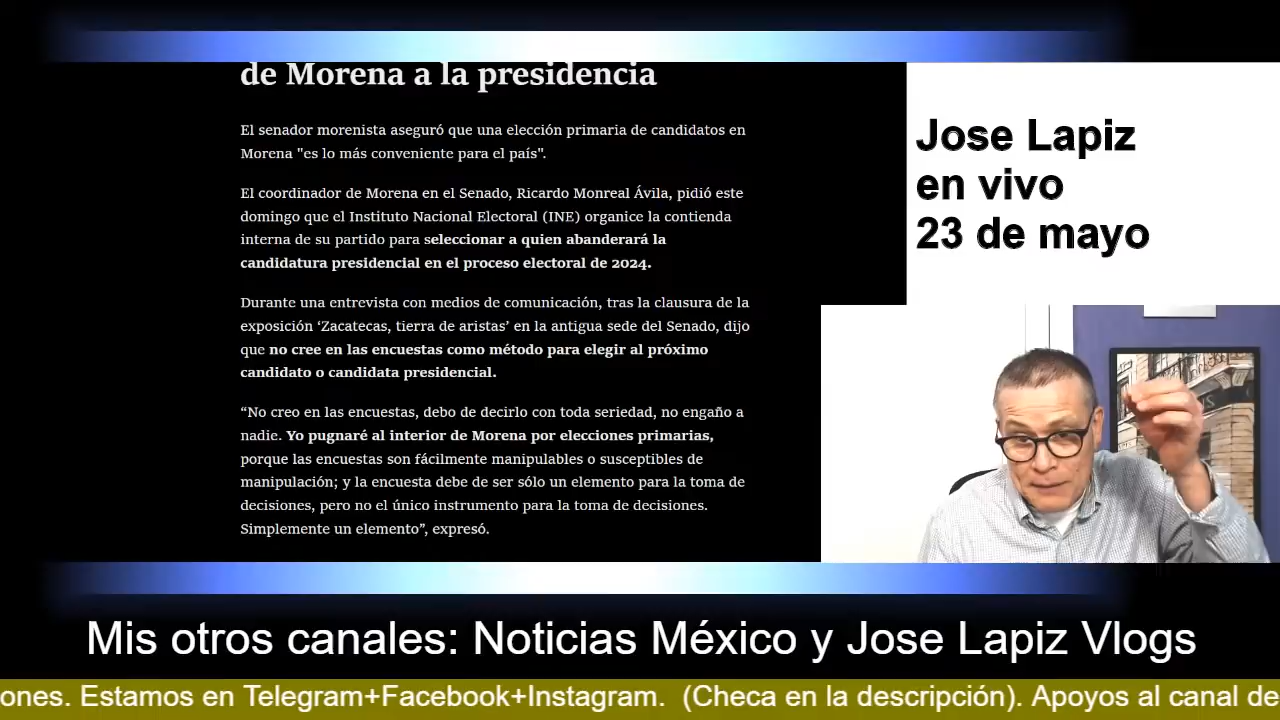 de Morena a la presidencia
El senador morenista aseguró que una elección primaria de candidatos en
Morena "es lo más conveniente para el país".
El coordinador de Morena en el Senado, Ricardo Monreal Ávila, pidió este
domingo que el Instituto Nacional Electoral (INE) organice la contienda
interna de su partido para seleccionar a quien abanderará la
candidatura presidencial en el proceso electoral de 2024.
Durante una entrevista con medios de comunicación, tras la clausura de la
exposición ‘Zacatecas, tierra de aristas’ en la antigua sede del Senado, dijo
que no cree en las encuestas como método para elegir al próximo
candidato o candidata presidencial.
“No creo en las encuestas, debo de decirlo con toda seriedad, no engaño a
nadie. Yo pugnaré al interior de Morena por elecciones primarias,
porque las encuestas son fácilmente manipulables o susceptibles de
manipulación; y la encuesta debe de ser sólo un elemento para la toma de
decisiones, pero no el único instrumento para la toma de decisiones.
Simplemente un elemento”, expresó.
Jose Lapiz
en vivo
23 de mayo
Mis otros canales: Noticias México y Jose Lapiz Vlogs
ones. Estamos en Telegram+Facebook+Instagram. (Checa en la descripción). Apoyos al canal de